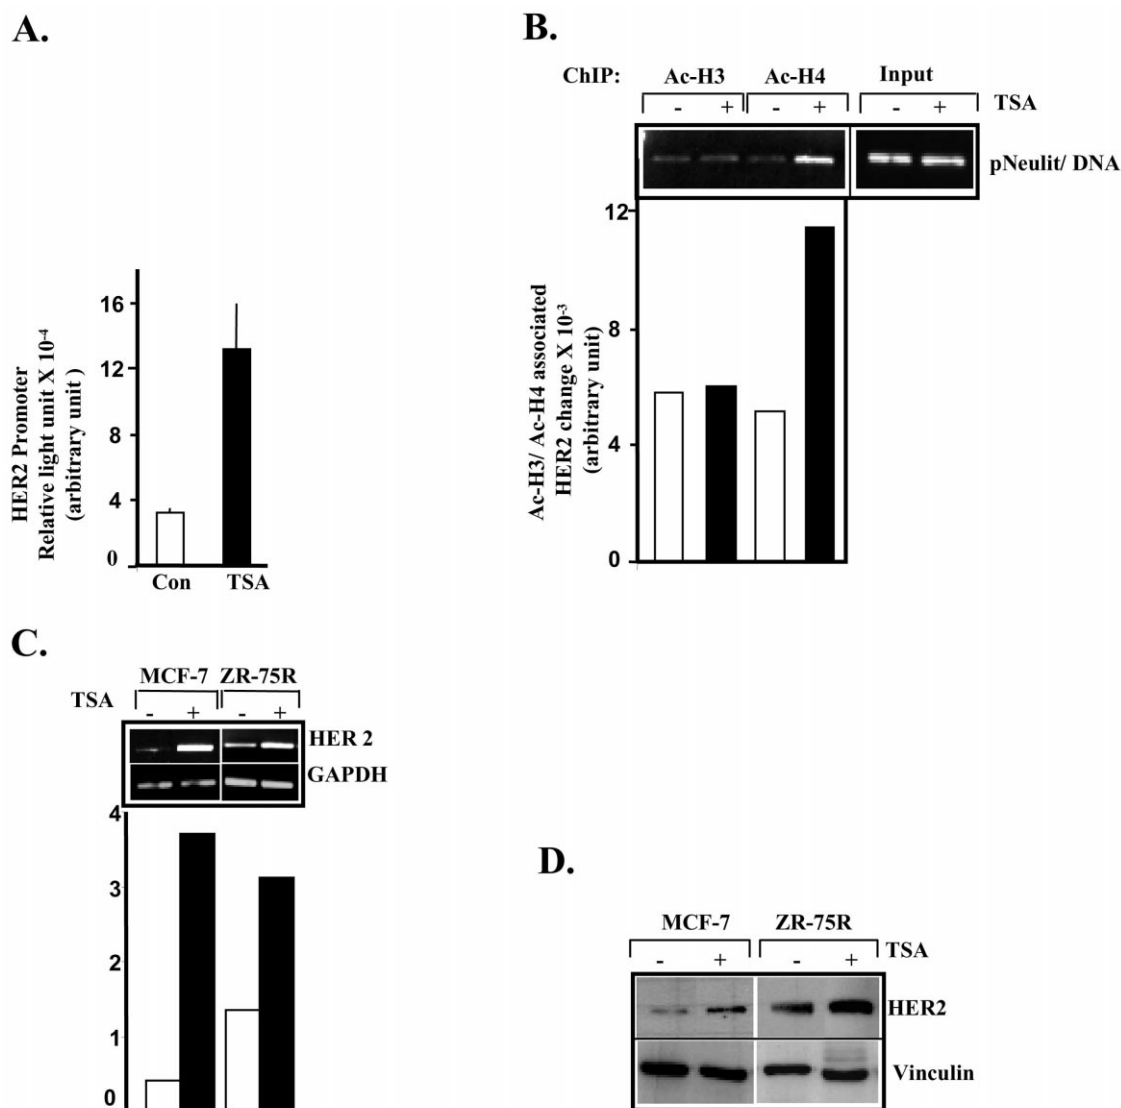 A.
HER2 Promoter
Relative light unit X 10-4
(arbitrary unit )
16
12
8
4
0
Con TSA
B.
ChIP: Ac-H3 Ac-H4 Input
- + - + - + TSA
pNeulit/ DNA
Ac-H3/ Ac-H4 associated
HER2 change X 10-3
(arbitrary unit)
12
8
4
0
C.
MCF-7 ZR-75R
TSA - + - +
HER 2
GAPDH
4
3
2
1
0
D.
MCF-7 ZR-75R
- + - + TSA
HER2
Vinculin